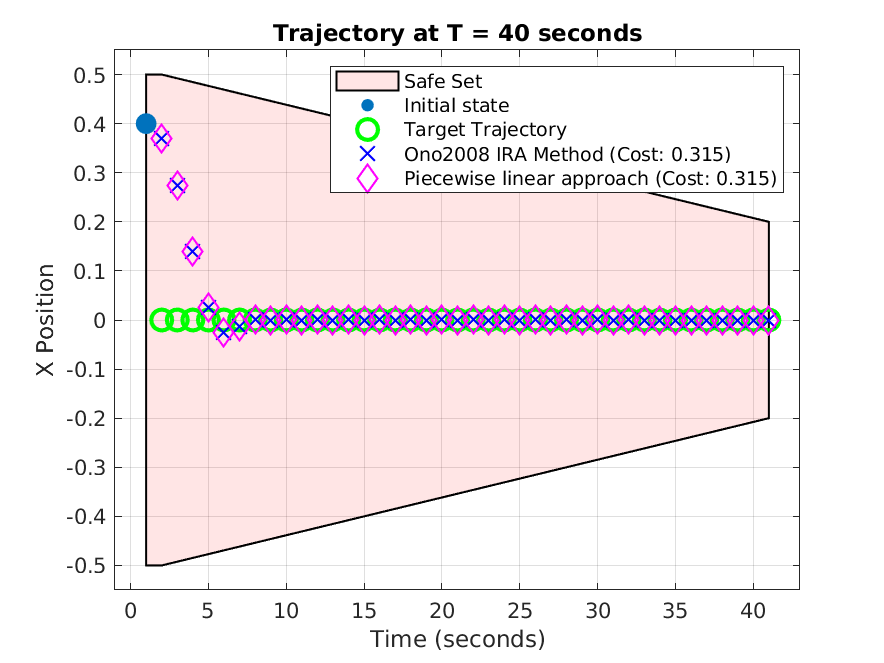 Trajectory at T = 40 seconds
Safe Set
Initial state
Target Trajectory
Ono2008 IRA Method (Cost: 0.315)
Piecewise linear approach (Cost: 0.315)
X Position
0.5
0.4
0.3
0.2
0.1
0
-0.1
-0.2
-0.3
-0.4
-0.5
0 5 10 15 20 25 30 35 40
Time (seconds)